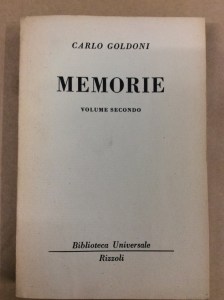 CARLO GOLDONI
MEMORIE
VOLUME SECONDO
Biblioteca Universale
Rizzoli